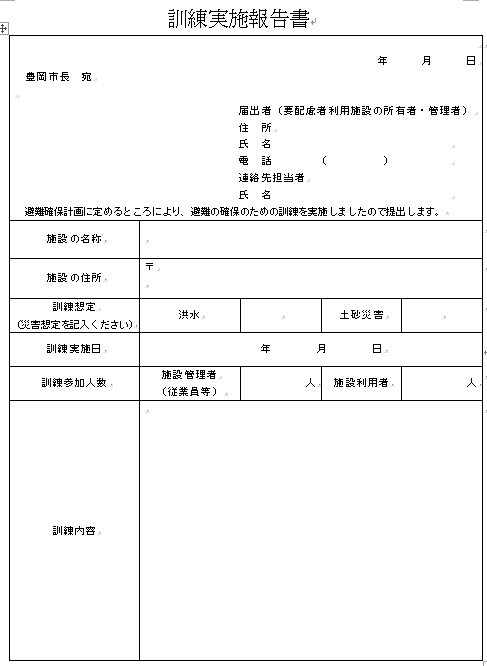 訓練実施報告書
年　月　日
豊岡市長　宛
届出者（要配慮者利用施設の所有者・管理者）
住　所
氏　名
電　話　（　　）
連絡先担当者
氏　名
避難確保計画に定めるところにより、避難の確保のための訓練を実施しましたので提出します。
施設の名称
施設の住所　〒
訓練想定
（災害想定を記入ください）
洪水　土砂災害
訓練実施日　年　月　日
訓練参加人数
施設管理者
（従業員等）
人　施設利用者　人
訓練内容